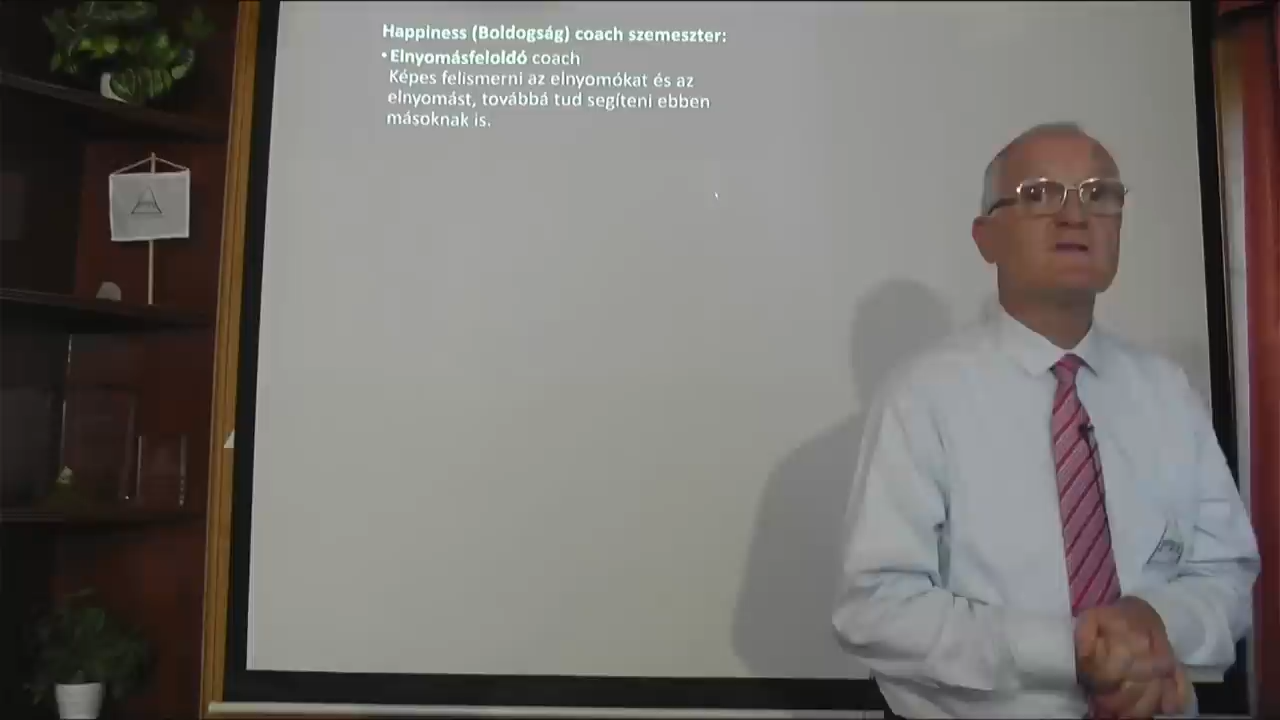 Happiness (Boldogság) coach szemeszter:
• Elnyomásfeloldó coach
Képes felismerni az elnyomókat és az
elnyomást, továbbá tud segíteni ebben
másoknak is.